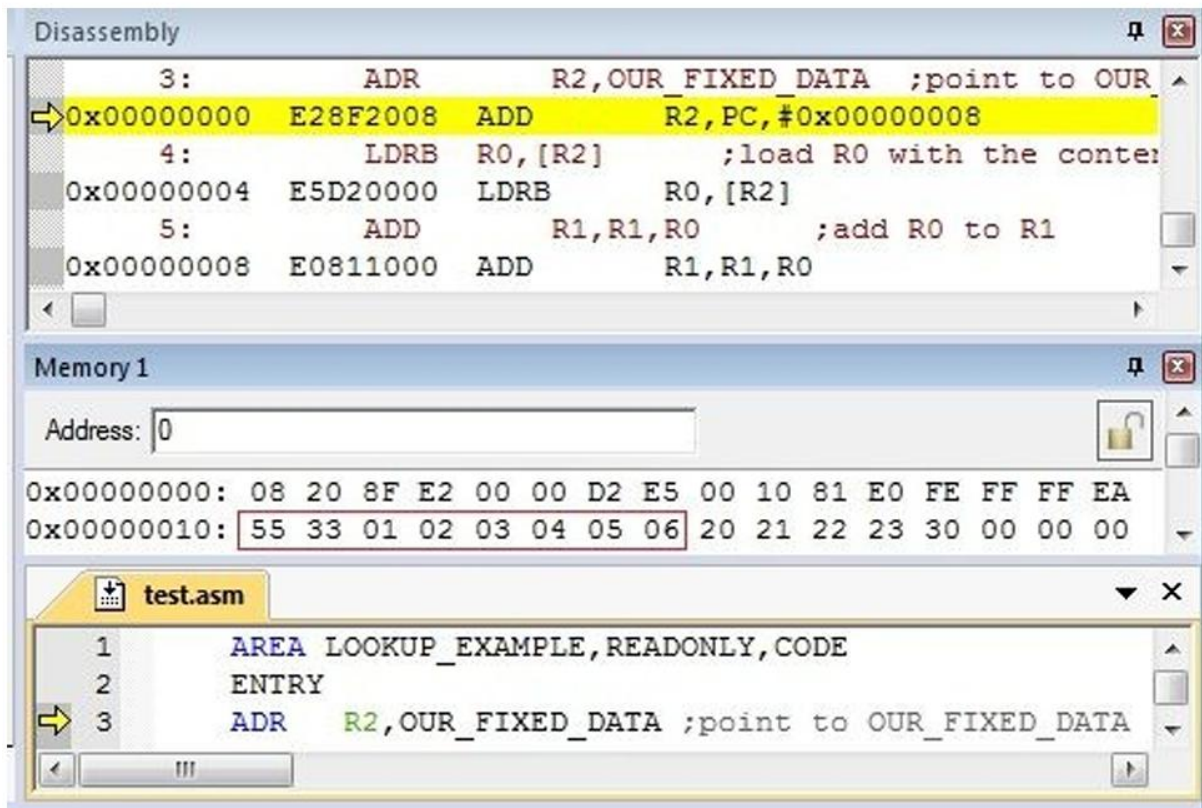 Disassembly
3: ADR R2,OUR_FIXED_DATA ;point to OUR_
0x00000000 E28F2008 ADD R2,PC,#0x00000008
4: LDRB R0,[R2] ;load R0 with the conten
0x00000004 E5D20000 LDRB R0,[R2]
5: ADD R1,R1,R0 ;add R0 to R1
0x00000008 E0811000 ADD R1,R1,R0
Memory 1
Address: 0
0x00000000: 08 20 8F E2 00 00 D2 E5 00 10 81 E0 FE FF FF EA
0x00000010: 55 33 01 02 03 04 05 06 20 21 22 23 30 00 00 00
test.asm
1 AREA LOOKUP_EXAMPLE,READONLY,CODE
2 ENTRY
3 ADR R2,OUR_FIXED_DATA ;point to OUR_FIXED_DATA